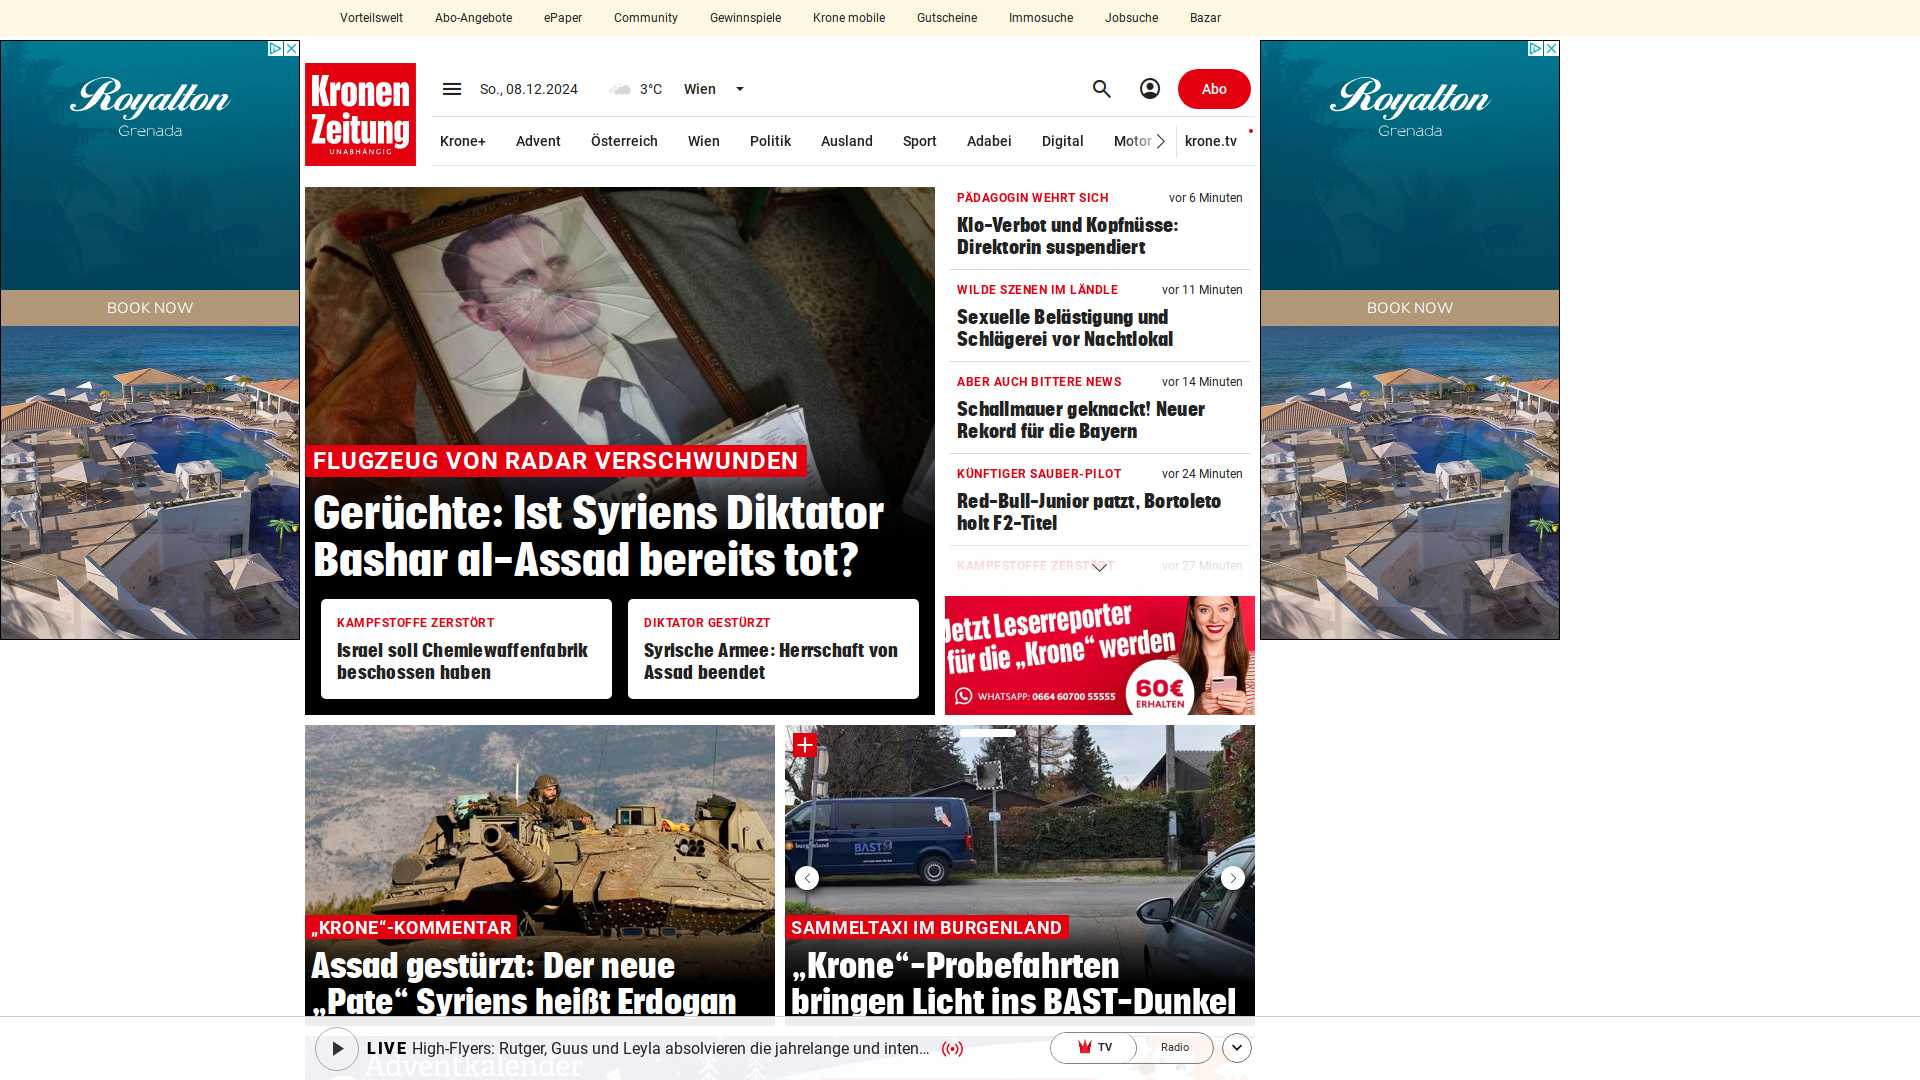 Vorteilswelt Abo-Angebote ePaper Community Gewinnspiele Krone mobile Gutscheine Immosuche Jobsuche Bazar
Royalton
Grenada
BOOK NOW
Kronen
Zeitung
UNABHÄNGIG
So., 08.12.2024 3°C Wien
Abo
Krone+ Advent Österreich Wien Politik Ausland Sport Adabei Digital Motor krone.tv
FLUGZEUG VON RADAR VERSCHWUNDEN
Gerüchte: Ist Syriens Diktator
Bashar al-Assad bereits tot?
KAMPFSTOFFE ZERSTÖRT
Israel soll Chemiewaffenfabrik
beschossen haben
DIKTATOR GESTÜRZT
Syrische Armee: Herrschaft von
Assad beendet
PÄDAGOGIN WEHRT SICH vor 6 Minuten
Klo-Verbot und Kopfnüsse:
Direktorin suspendiert
WILDE SZENEN IM LÄNDLE vor 11 Minuten
Sexuelle Belästigung und
Schlägerei vor Nachtlokal
ABER AUCH BITTERE NEWS vor 14 Minuten
Schallmauer geknackt! Neuer
Rekord für die Bayern
KÜNFTIGER SAUBER-PILOT vor 24 Minuten
Red-Bull-Junior patzt, Bortoleto
holt F2-Titel
KAMPFSTOFFE ZERSTÖRT vor 27 Minuten
Jetzt Leserreporter
für die „Krone“ werden
WHATSAPP: 0664 60700 55555
60€
ERHALTEN
Royalton
Grenada
BOOK NOW
„KRONE“-KOMMENTAR
Assad gestürzt: Der neue
„Pate“ Syriens heißt Erdogan
burgenland
BAST
SAMMELTAXI IM BURGENLAND
„Krone“-Probefahrten
bringen Licht ins BAST-Dunkel
LIVE High-Flyers: Rutger, Guus und Leyla absolvieren die jahrelange und inten...
TV
Radio
Adventkalender